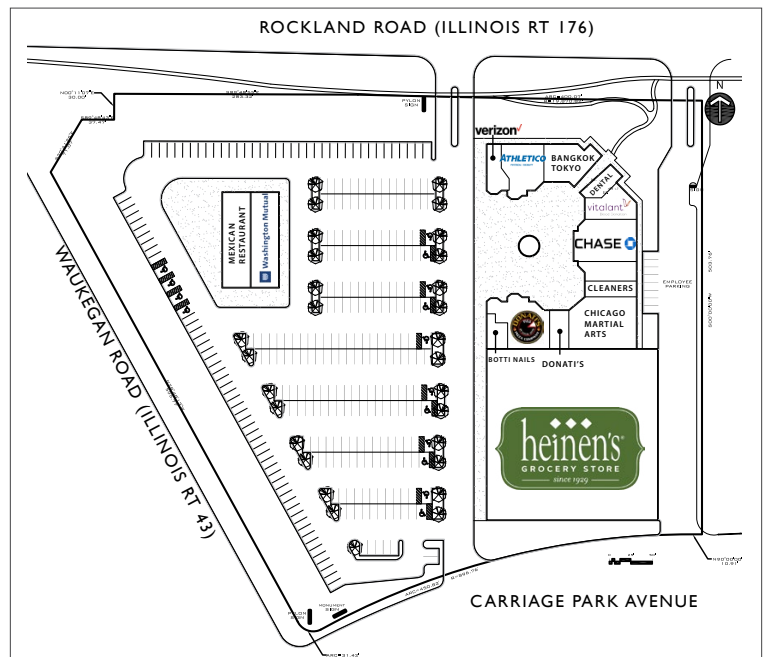 ROCKLAND ROAD (ILLINOIS RT 176)
N
PYLON
SIGN
verizon
ATHLETICO
BANGKOK
TOKYO
DENTAL
vitalant
CHASE
CLEANERS
CHICAGO
MARTIAL
ARTS
EMPLOYEE
PARKING
BOTTI NAILS
DONATI'S
MEXICAN
RESTAURANT
Washington Mutual
WAUKEGAN ROAD (ILLINOIS RT 43)
heinen's®
GROCERY STORE
since 1929
PYLON
SIGN
MONUMENT
SIGN
CARRIAGE PARK AVENUE